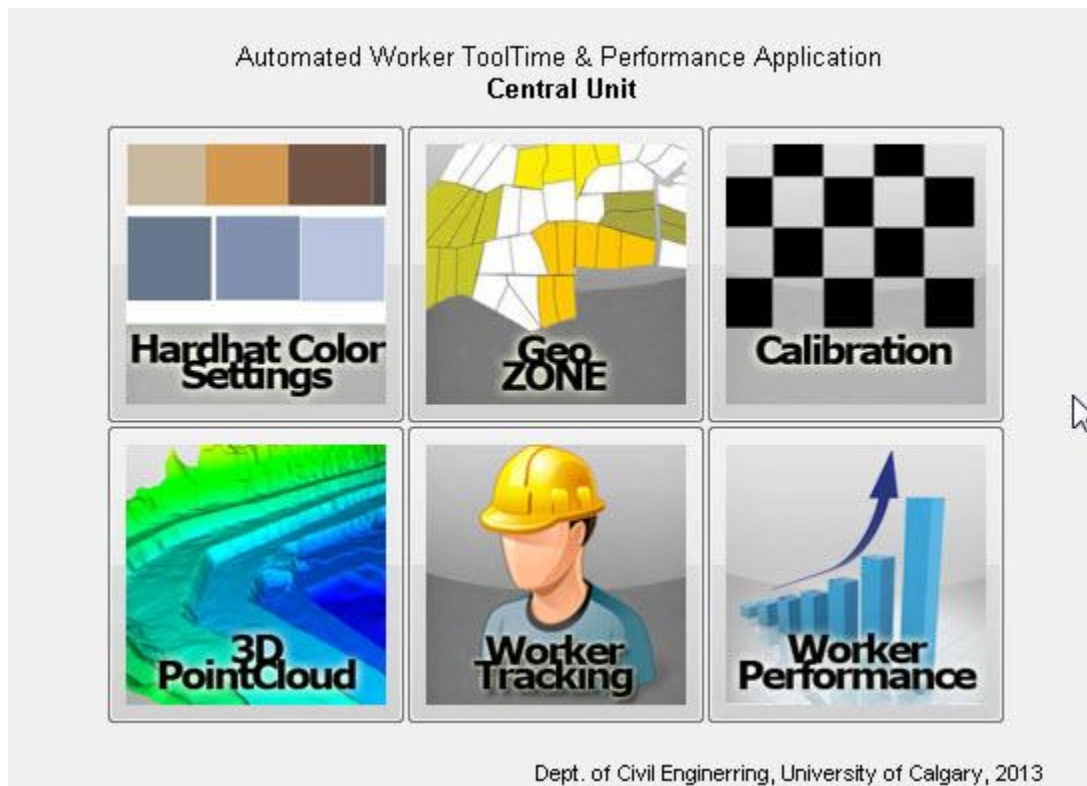 Automated Worker ToolTime & Performance Application
Central Unit
Hardhat Color
Settings
Geo
ZONE
Calibration
3D
PointCloud
Worker
Tracking
Worker
Performance
Dept. of Civil Enginerring, University of Calgary, 2013